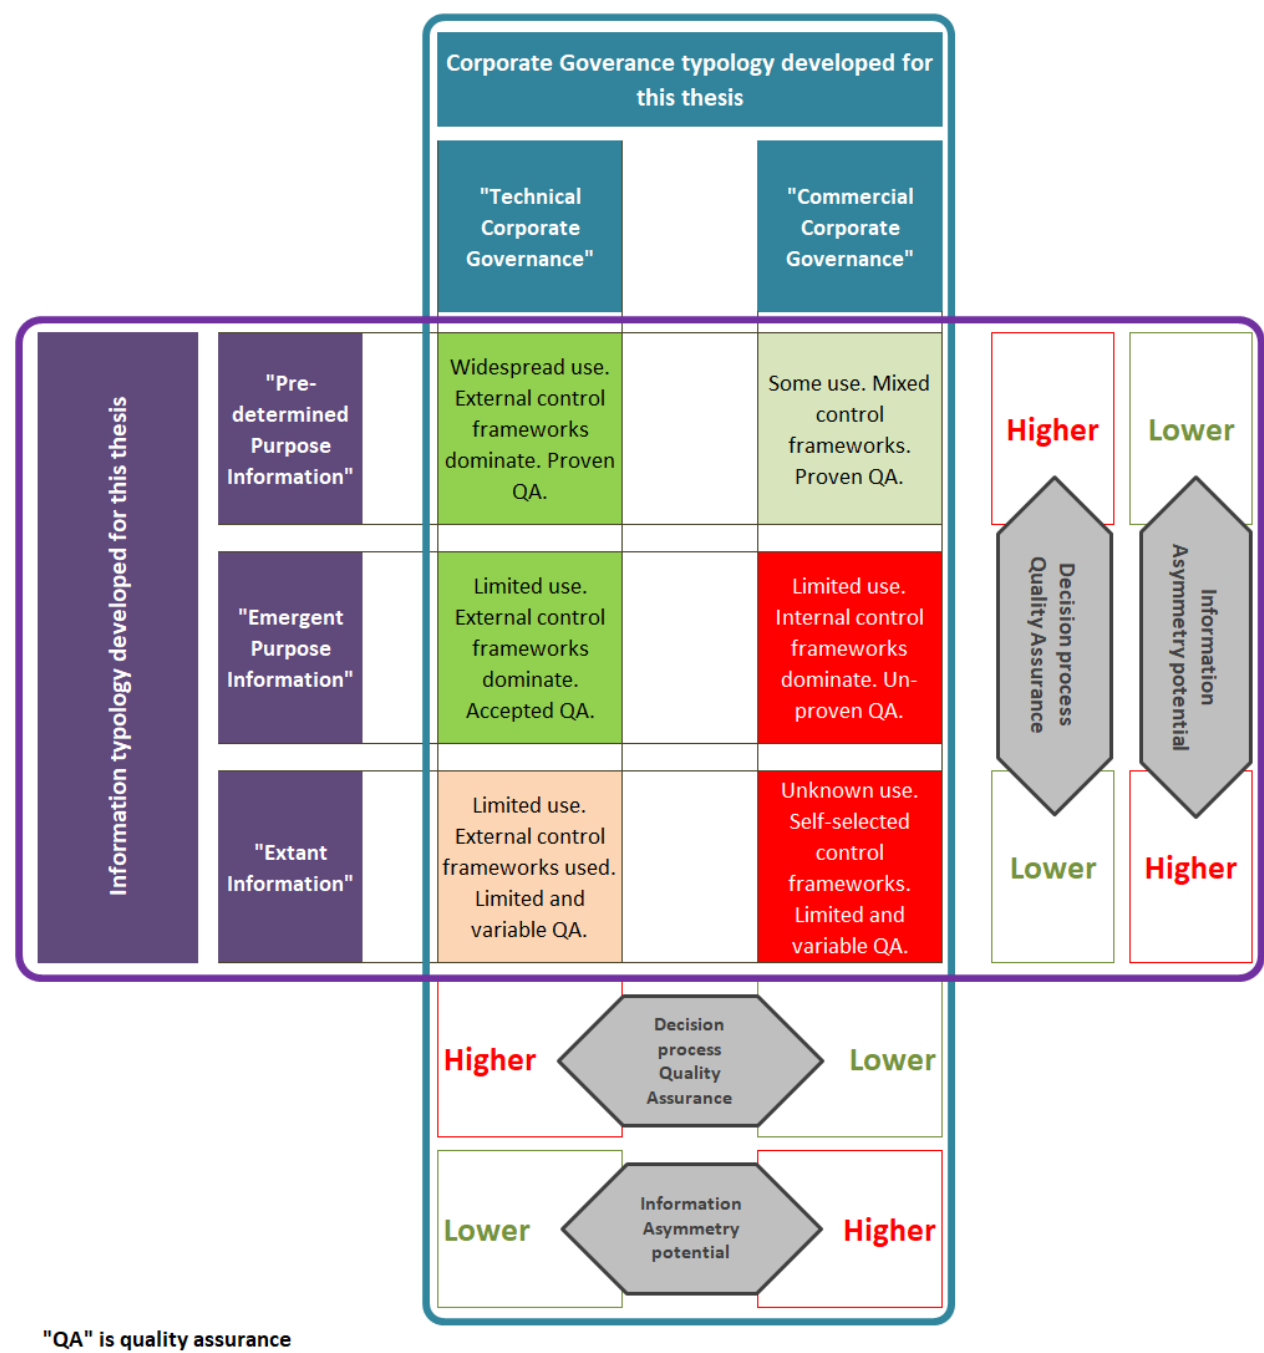 Corporate Goverance typology developed for
this thesis
"Technical
Corporate
Governance"
"Commercial
Corporate
Governance"
Information typology developed for this thesis
"Pre-
determined
Purpose
Information"
Widespread use.
External control
frameworks
dominate. Proven
QA.
Some use. Mixed
control
frameworks.
Proven QA.
Higher
Lower
"Emergent
Purpose
Information"
Limited use.
External control
frameworks
dominate.
Accepted QA.
Limited use.
Internal control
frameworks
dominate. Un-
proven QA.
Decision process
Quality Assurance
Information
Asymmetry potential
"Extant
Information"
Limited use.
External control
frameworks used.
Limited and
variable QA.
Unknown use.
Self-selected
control
frameworks.
Limited and
variable QA.
Lower
Higher
Higher
Decision
process
Quality
Assurance
Lower
Lower
Information
Asymmetry
potential
Higher
"QA" is quality assurance